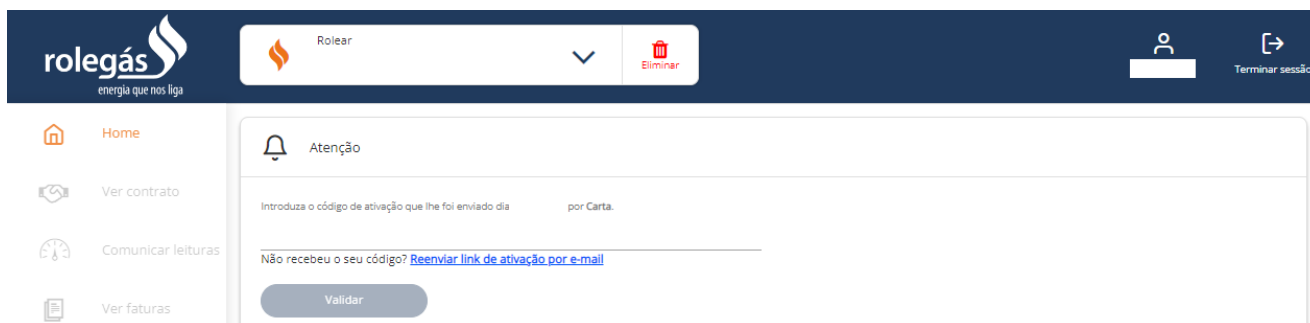 rolegás
energia que nos liga
Rolear
Eliminar
Terminar sessão
Home
Ver contrato
Comunicar leituras
Ver faturas
Atenção
Introduza o código de ativação que lhe foi enviado dia por Carta.
Não recebeu o seu código? Reenviar link de ativação por e-mail
Validar